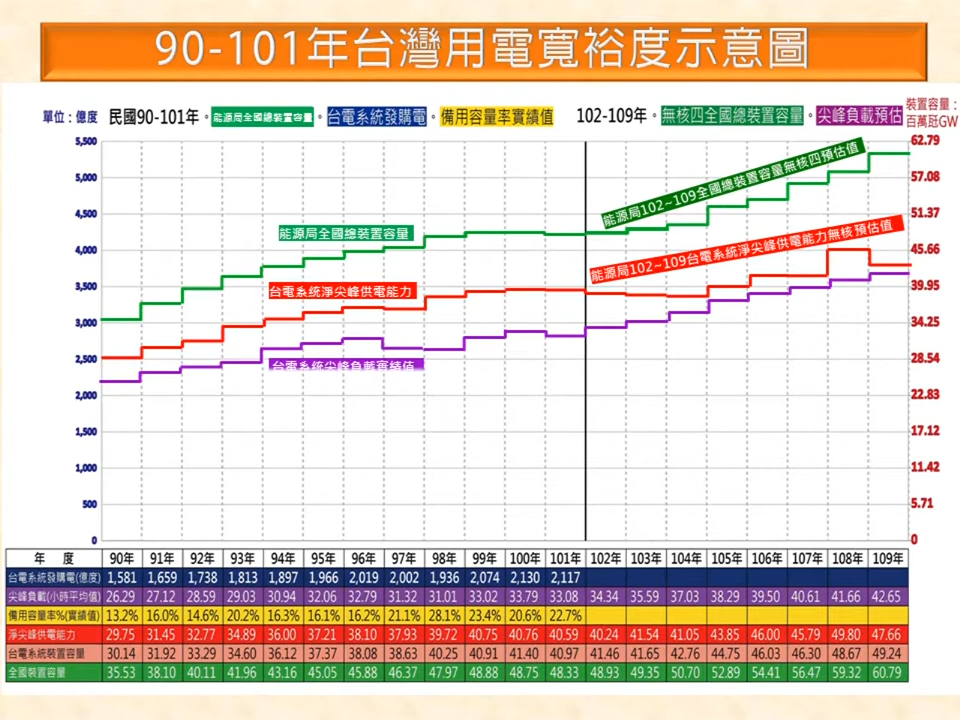 90-101年台灣用電寬裕度示意圖
單位：億度 民國90-101年。能源局全國總裝置容量。台電系統發購電。備用容量率實績值 102-109年。無核四全國總裝置容量。尖峰負載預估 裝置容量：百萬瓩GW
5,500 62.79
5,000 57.08
4,500 51.37
4,000 45.66
3,500 39.95
3,000 34.25
2,500 28.54
2,000 22.83
1,500 17.12
1,000 11.42
500 5.71
0 0
能源局102~109全國總裝置容量無核四預估值
能源局全國總裝置容量
能源局102~109台電系統淨尖峰供電能力無核預估值
台電系統淨尖峰供電能力
台電系統尖峰負載實績值
年 度 90年 91年 92年 93年 94年 95年 96年 97年 98年 99年 100年 101年 102年 103年 104年 105年 106年 107年 108年 109年
台電系統發購電(億度) 1,581 1,659 1,738 1,813 1,897 1,966 2,019 2,002 1,936 2,074 2,130 2,117
尖峰負載(小時平均值) 26.29 27.12 28.59 29.03 30.94 32.06 32.79 31.32 31.01 33.02 33.79 33.08 34.34 35.59 37.03 38.29 39.50 40.61 41.66 42.65
備用容量率%(實績值) 13.2% 16.0% 14.6% 20.2% 16.3% 16.1% 16.2% 21.1% 28.1% 23.4% 20.6% 22.7%
淨尖峰供電能力 29.75 31.45 32.77 34.89 36.00 37.21 38.10 37.93 39.72 40.75 40.76 40.59 40.24 41.54 41.05 43.85 46.00 45.79 49.80 47.66
台電系統裝置容量 30.14 31.92 33.29 34.60 36.12 37.37 38.08 38.63 40.25 40.91 41.40 40.97 41.46 41.65 42.76 44.75 46.03 46.30 48.67 49.24
全國裝置容量 35.53 38.10 40.11 41.96 43.16 45.05 45.88 46.37 47.97 48.88 48.75 48.33 48.93 49.35 50.70 52.89 54.41 56.47 59.32 60.79